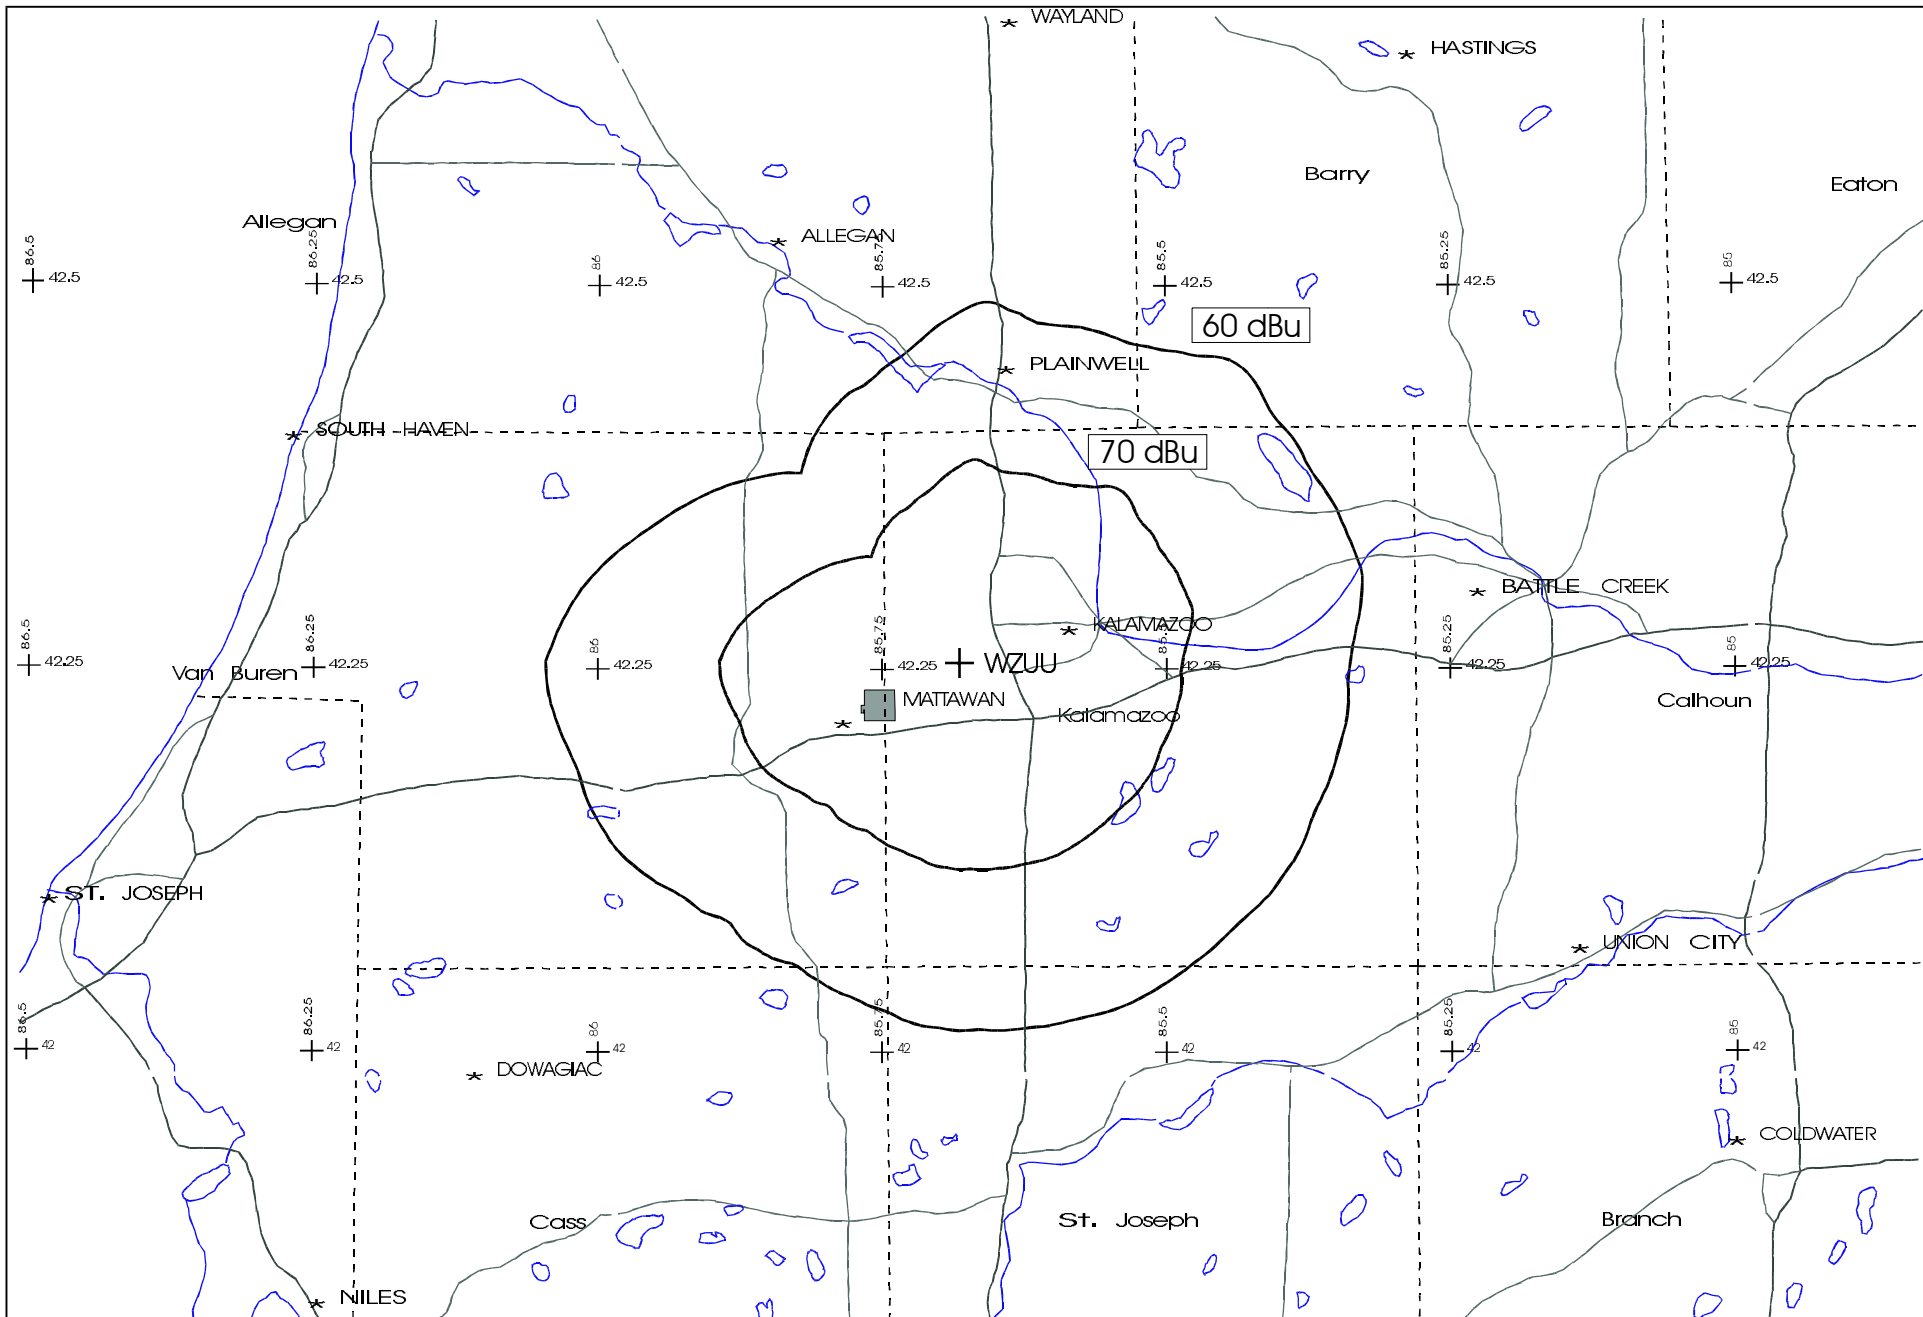 WAYLAND
HASTINGS
Barry
Eaton
Allegan
ALLEGAN
86.5
42.5
86.25
42.5
86
42.5
85.75
42.5
85.5
42.5
85.25
42.5
85
42.5
60 dBu
PLAINWELL
SOUTH HAVEN
70 dBu
BATTLE CREEK
KALAMAZOO
86.5
42.25
86.25
42.25
86
42.25
85.75
42.25
WZUU
85.5
42.25
85.25
42.25
85
42.25
Van Buren
MATTAWAN
Kalamazoo
Calhoun
ST. JOSEPH
UNION CITY
86.5
42
86.25
42
86
42
85.75
42
85.5
42
85.25
42
85
42
DOWAGIAC
COLDWATER
Cass
St. Joseph
Branch
NILES